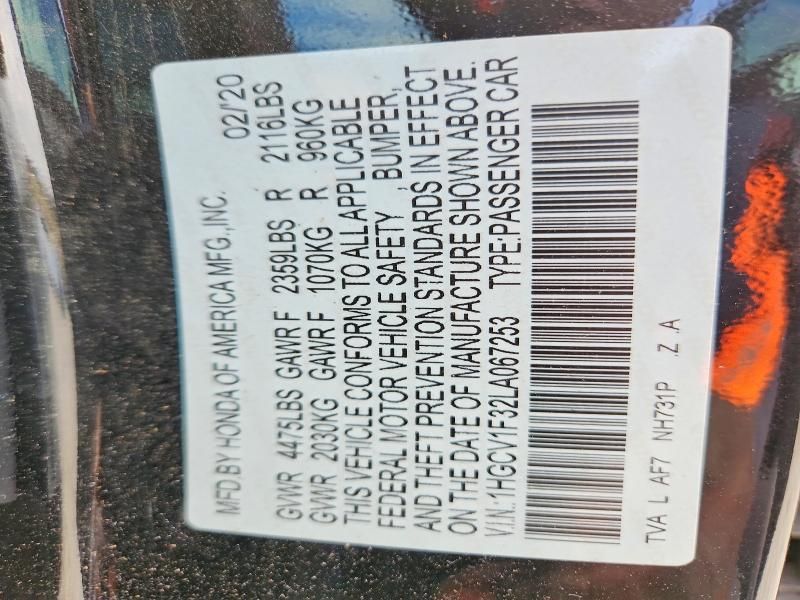 MFD. BY HONDA OF AMERICA MFG., INC. 02/20
GVWR 4475LBS GAWR F 2359LBS R 2116LBS
GVWR 2030KG GAWR F 1070KG R 960KG
THIS VEHICLE CONFORMS TO ALL APPLICABLE
FEDERAL MOTOR VEHICLE SAFETY , BUMPER,
AND THEFT PREVENTION STANDARDS IN EFFECT
ON THE DATE OF MANUFACTURE SHOWN ABOVE.
V.I.N.:1HGCV1F32LA067253 TYPE:PASSENGER CAR
TVA L AF7 NH731P .Z .A